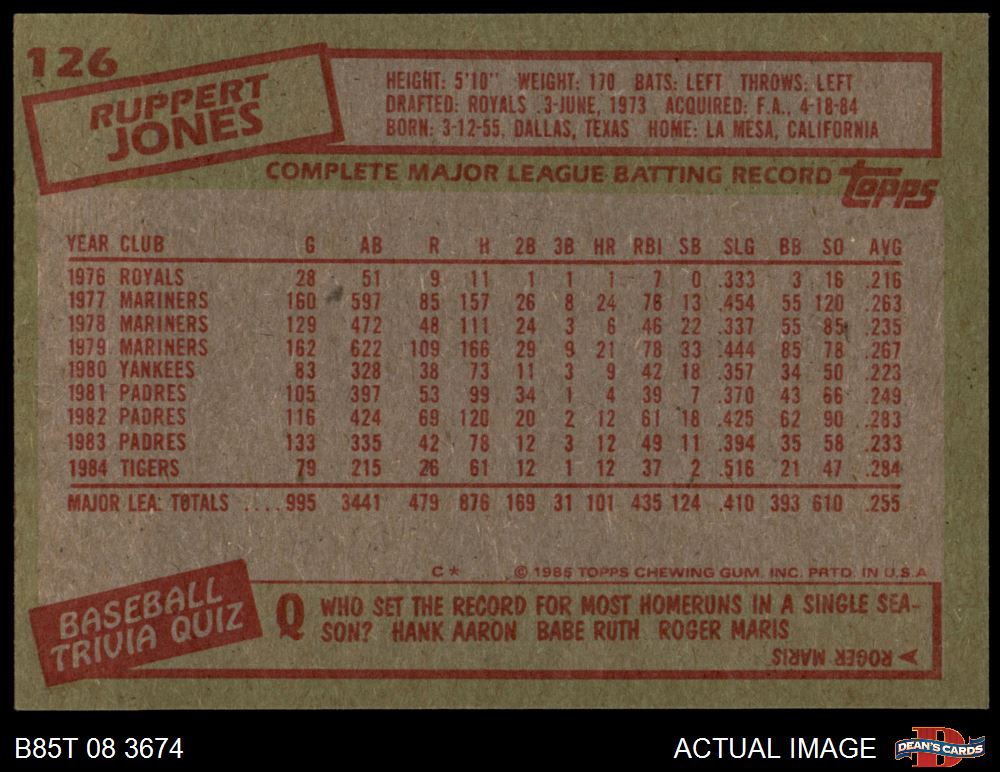 126
RUPPERT
JONES
HEIGHT: 5'10" WEIGHT: 170 BATS: LEFT THROWS: LEFT
DRAFTED: ROYALS .3-JUNE, 1973 ACQUIRED: F.A., 4-18-84
BORN: 3-12-55, DALLAS, TEXAS HOME: LA MESA, CALIFORNIA
COMPLETE MAJOR LEAGUE BATTING RECORD topps
YEAR CLUB G AB R H 2B 3B HR RBI SB SLG BB SO AVG
1976 ROYALS 28 51 9 11 1 1 1 7 0 .333 3 16 .216
1977 MARINERS 160 597 85 157 26 8 24 76 13 .454 55 120 .263
1978 MARINERS 129 472 48 111 24 3 6 46 22 .337 55 85 .235
1979 MARINERS 162 622 109 166 29 9 21 78 33 .444 85 78 .267
1980 YANKEES 83 328 38 73 11 3 9 42 18 .357 34 50 .223
1981 PADRES 105 397 53 99 34 1 4 39 7 .370 43 66 .249
1982 PADRES 116 424 69 120 20 2 12 61 18 .425 62 90 .283
1983 PADRES 133 335 42 78 12 3 12 49 11 .394 35 58 .233
1984 TIGERS 79 215 26 61 12 1 12 37 2 .516 21 47 .284
MAJOR LEA. TOTALS ....995 3441 479 876 169 31 101 435 124 .410 393 610 .255
C* © 1985 TOPPS CHEWING GUM, INC. PRTD. IN U.S.A
BASEBALL
TRIVIA QUIZ
Q WHO SET THE RECORD FOR MOST HOMERUNS IN A SINGLE SEA-
SON? HANK AARON BABE RUTH ROGER MARIS
ROGER MARIS
B85T 08 3674
ACTUAL IMAGE
D
DEAN'S CARDS